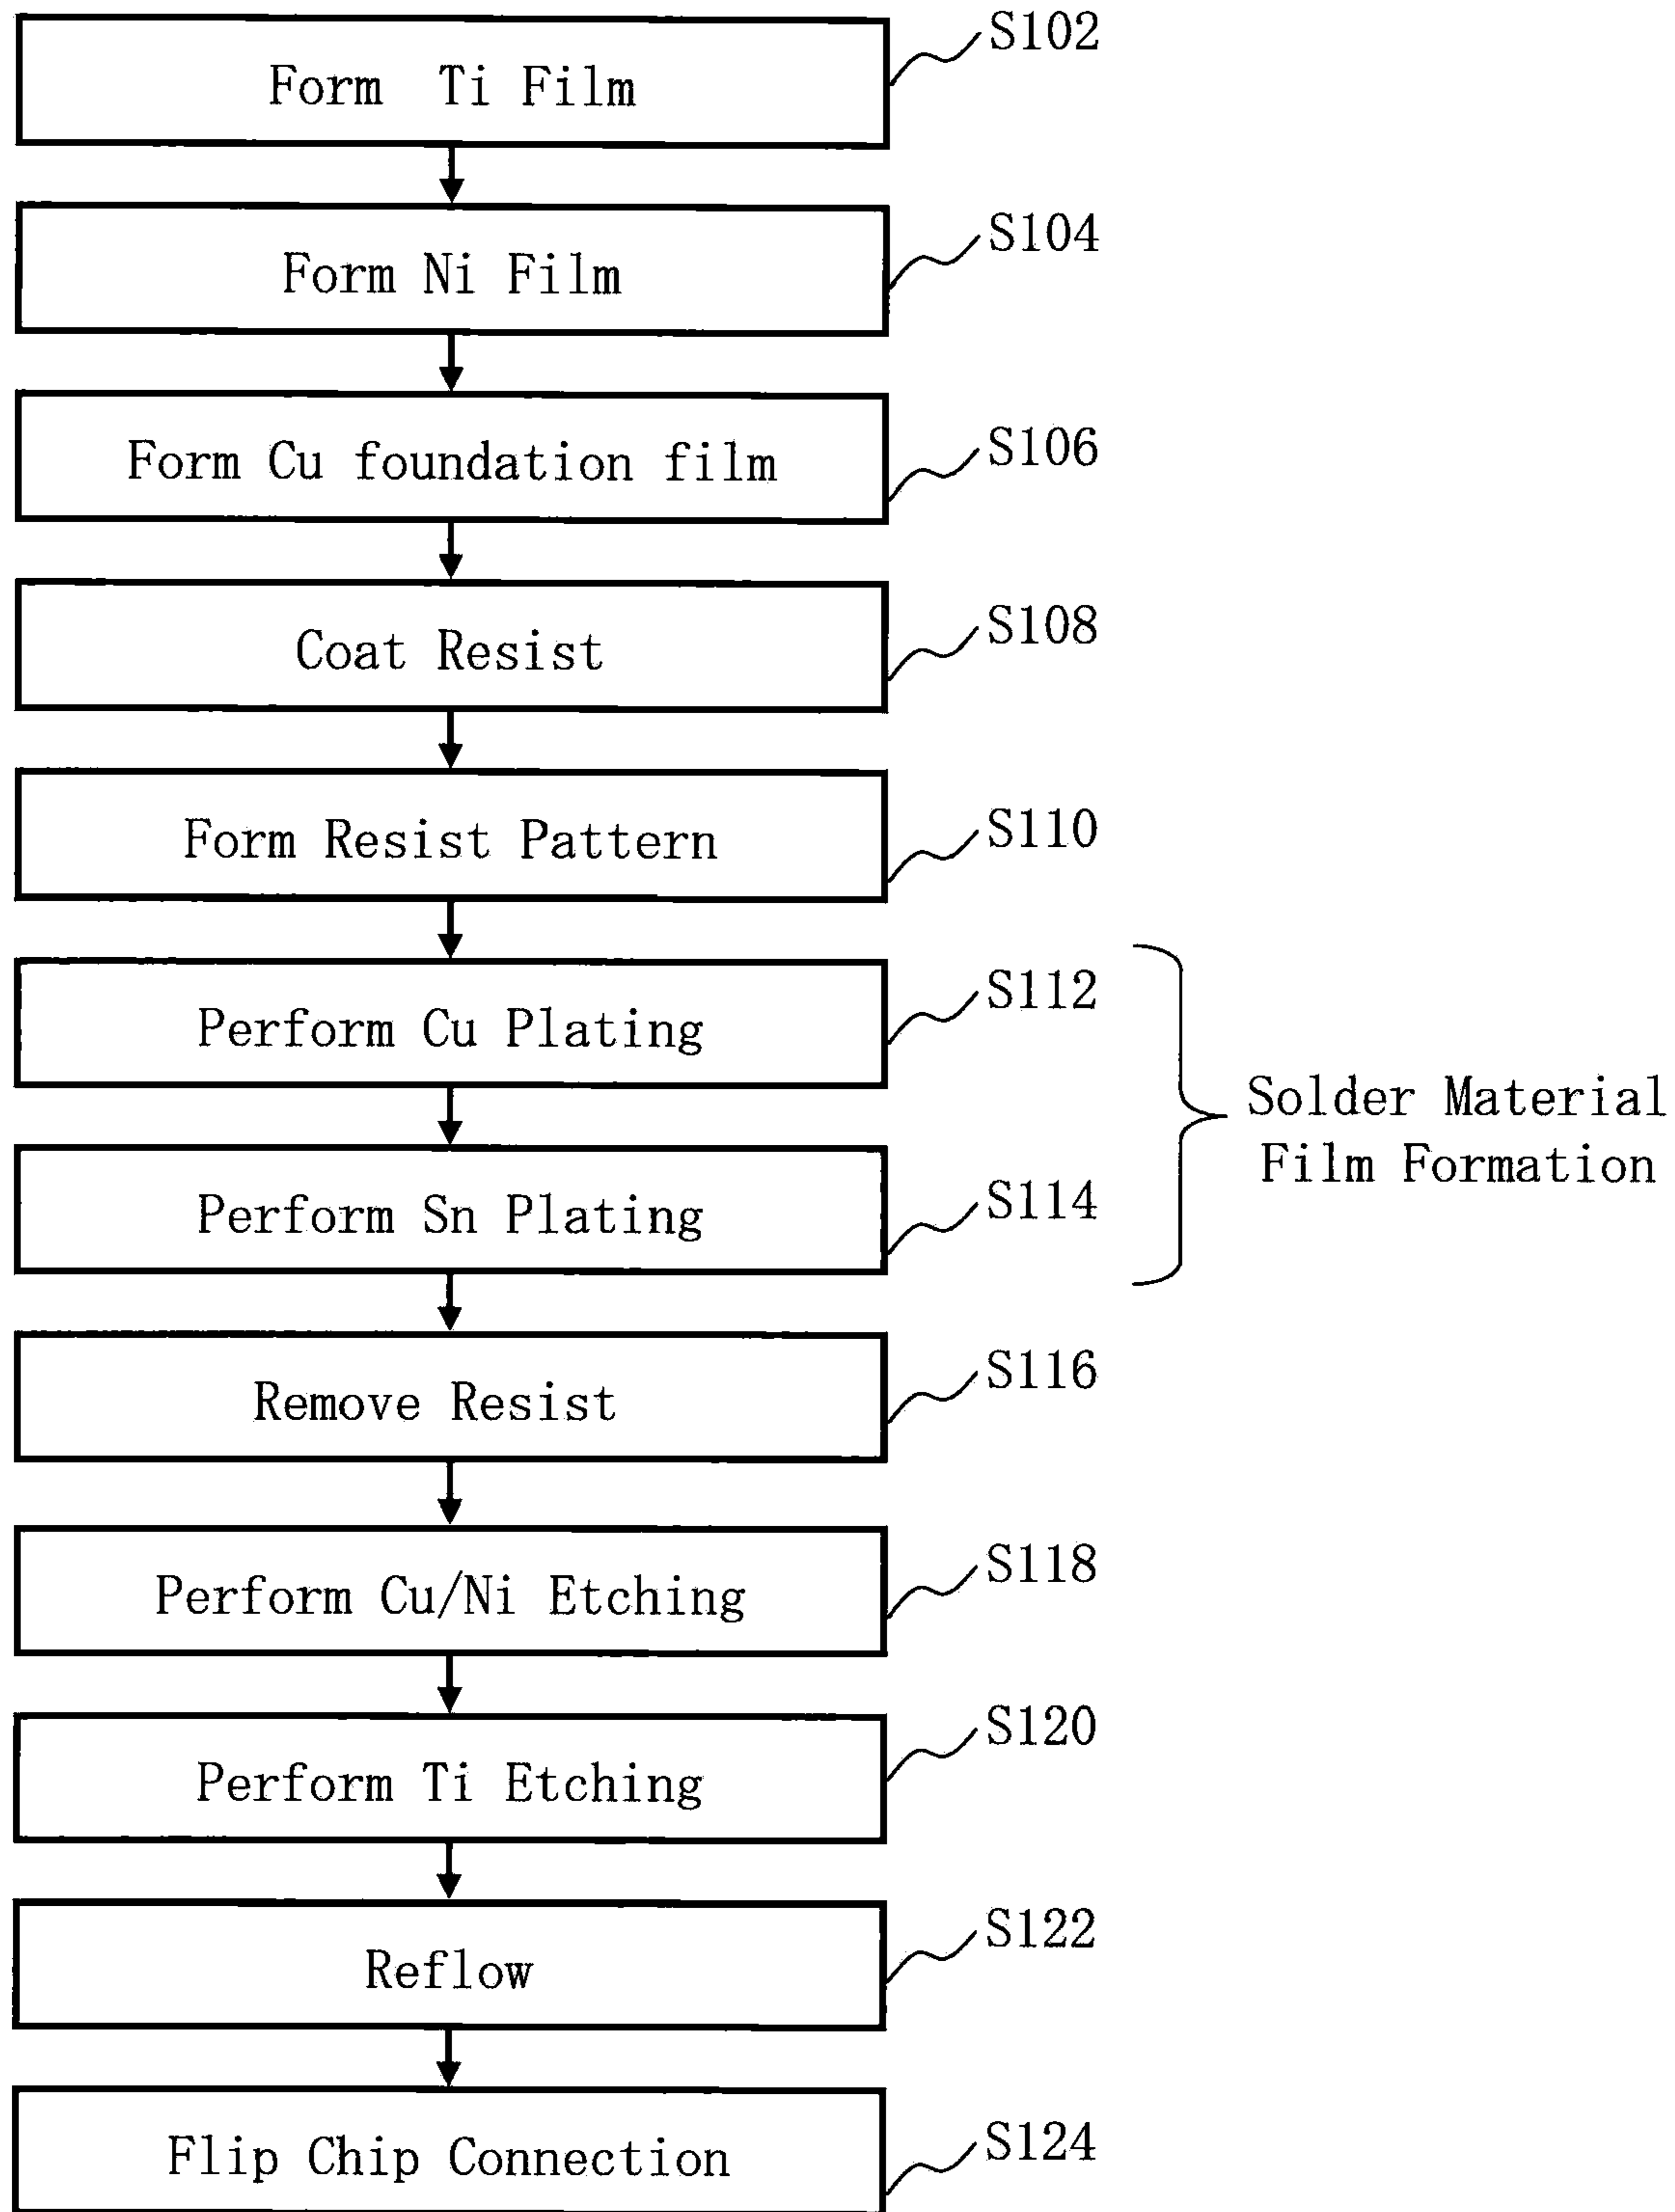 Form Ti Film
S102
Form Ni Film
S104
Form Cu foundation film
S106
Coat Resist
S108
Form Resist Pattern
S110
Perform Cu Plating
S112
Solder Material
Film Formation
Perform Sn Plating
S114
Remove Resist
S116
Perform Cu/Ni Etching
S118
Perform Ti Etching
S120
Reflow
S122
Flip Chip Connection
S124